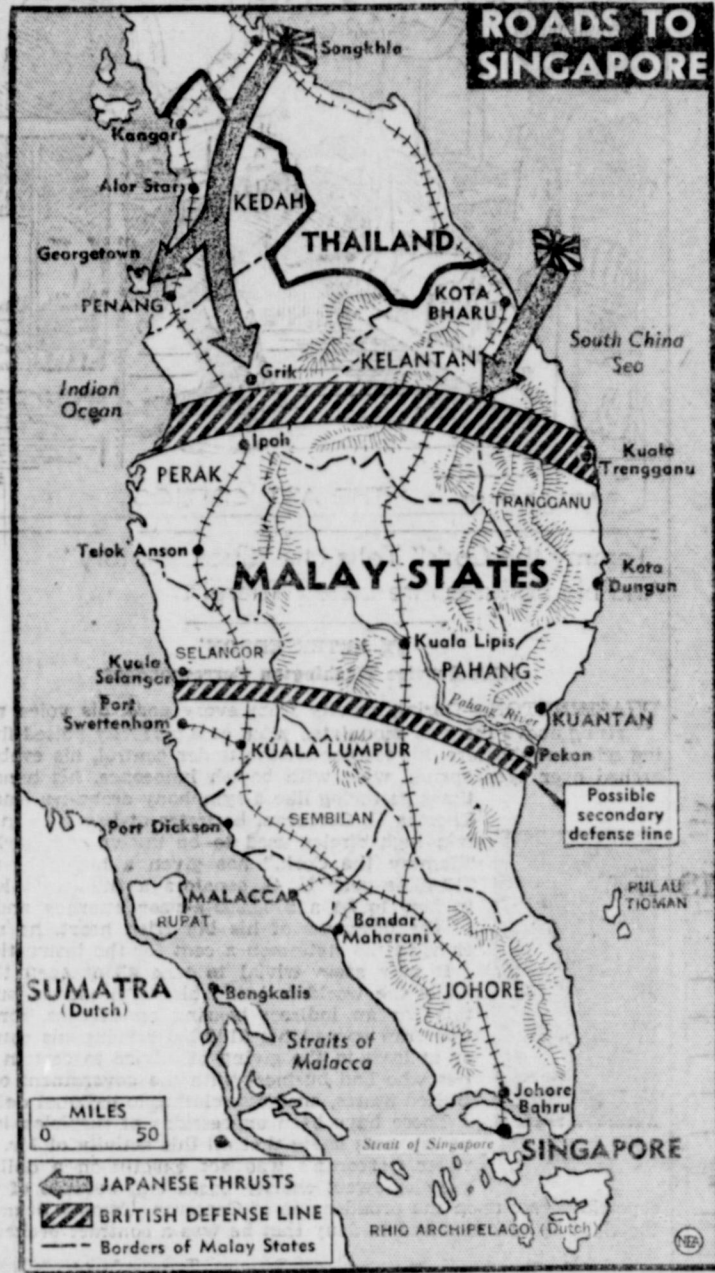 ROADS TO
SINGAPORE
Songkhla
Kangar
Alor Star
KEDAH
THAILAND
Georgetown
PENANG
KOTA
BHARU
South China
Sea
Grik
KELANTAN
Indian
Ocean
Ipoh
Kuala
Trengganu
PERAK
TRANGGANU
Telok Anson
MALAY STATES
Kota
Dungun
Kuala Lipis
SELANGOR
Kuala
Selangor
PAHANG
Pahang River
Port
Swettenham
KUANTAN
KUALA LUMPUR
Pekan
Possible
secondary
defense line
SEMBILAN
Port Dickson
MALACCA
PULAU
TIOMAN
RUPAT
Bandar
Maharani
SUMATRA
(Dutch)
Bengkalis
JOHORE
Straits of
Malacca
Johore
Bahru
MILES
0 50
Strait of Singapore
SINGAPORE
JAPANESE THRUSTS
BRITISH DEFENSE LINE
Borders of Malay States
RHIO ARCHIPELAGO (Dutch)
NEA